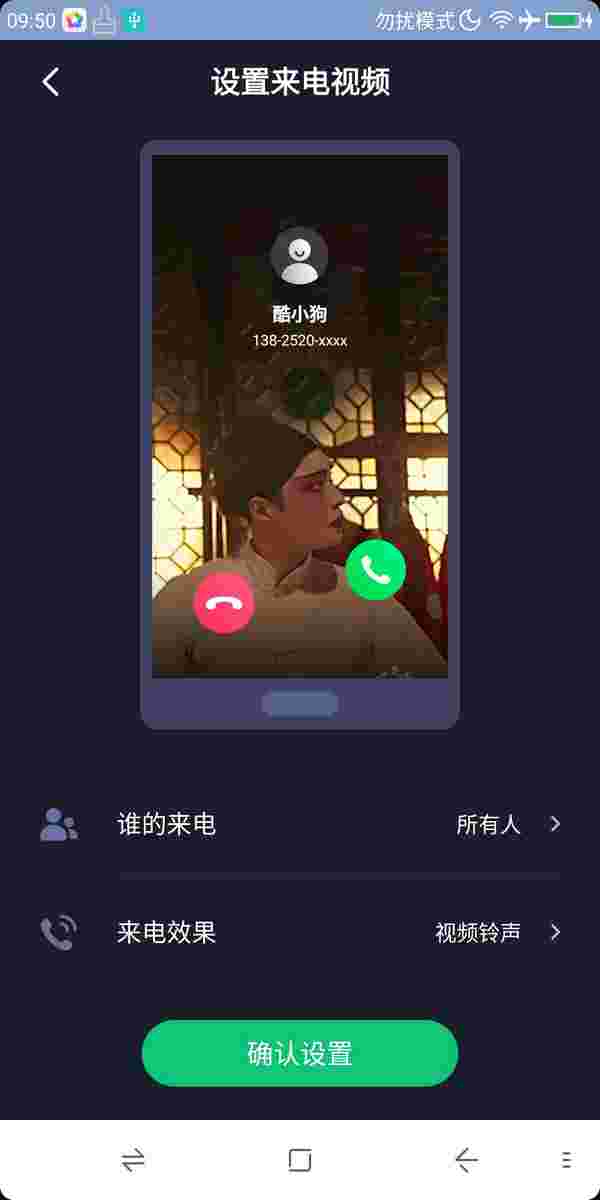 09:50
勿扰模式
设置来电视频
酷小狗
138-2520-xxxx
谁的来电
所有人
来电效果
视频铃声
确认设置